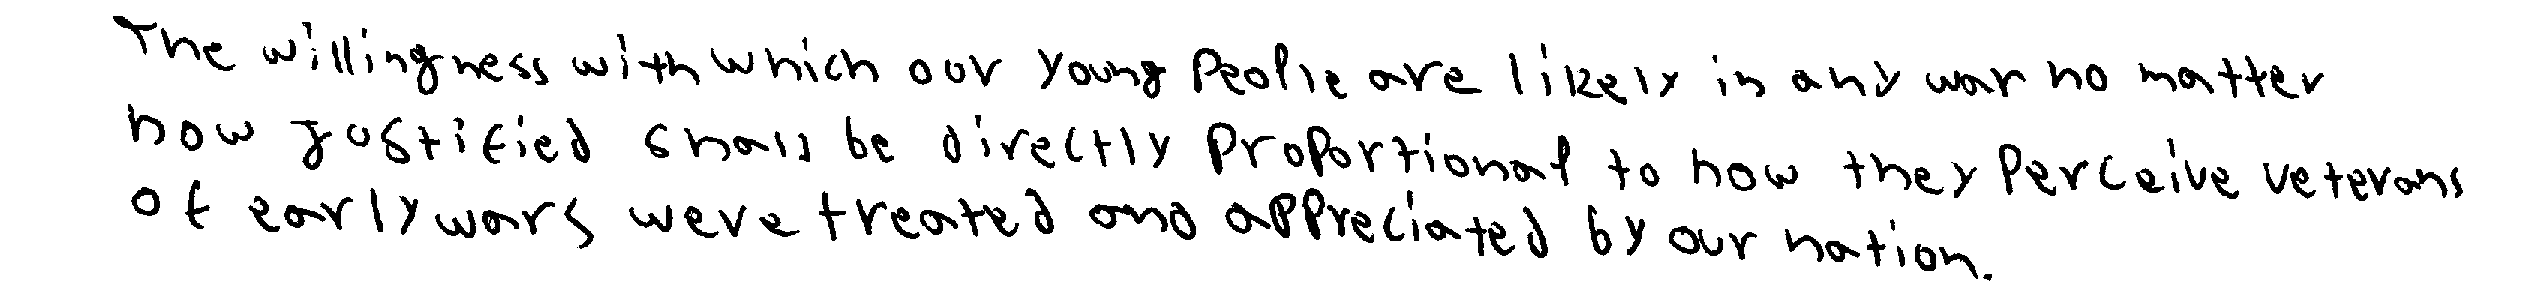 The willingness with which our young people are likely in any war no matter
how justified shall be directly proportional to how they perceive veterans
of early wars were treated and appreciated by our nation.